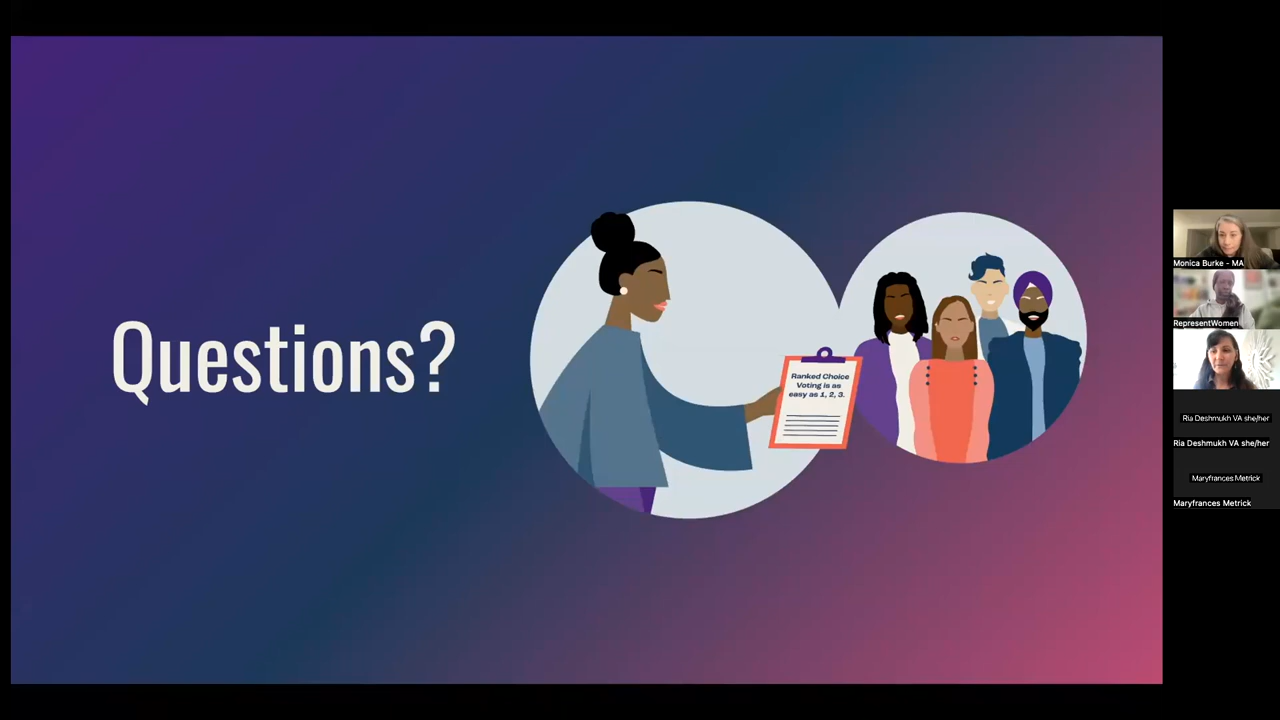 Questions?
Ranked Choice
Voting is as
easy as 1, 2, 3.
Monica Burke - MA
RepresentWomen
Ria Deshmukh VA she/her
Ria Deshmukh VA she/her
Maryfrances Metrick
Maryfrances Metrick